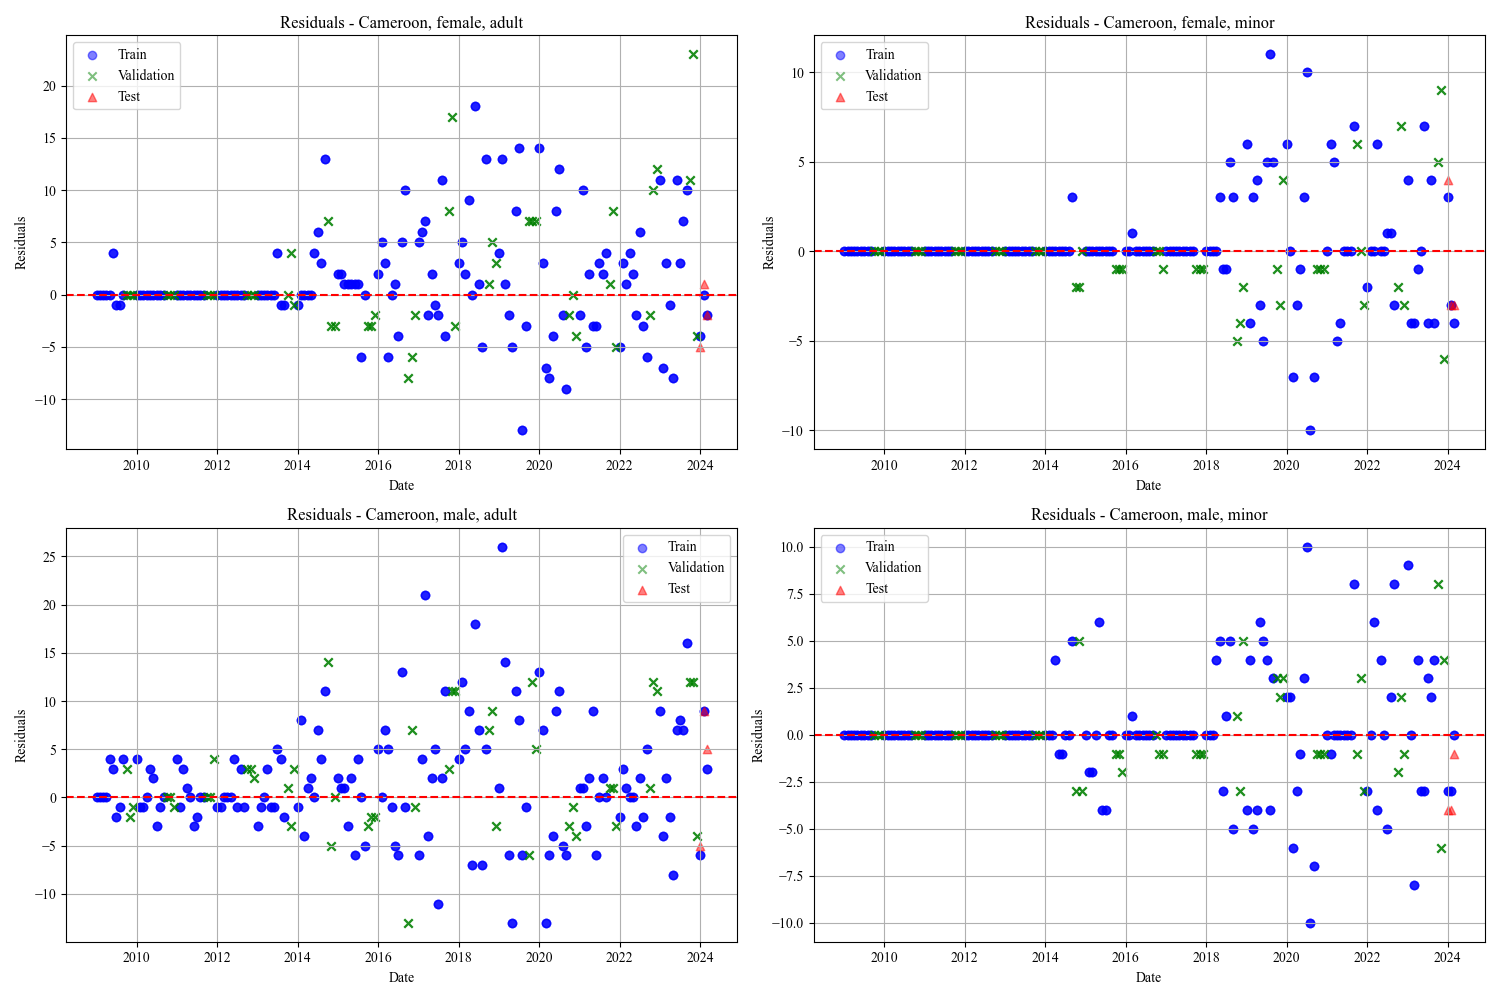 Residuals - Cameroon, female, adult
Residuals
20
15
10
5
0
−5
−10
Train
Validation
Test
2010 2012 2014 2016 2018 2020 2022 2024
Date
Residuals - Cameroon, female, minor
Residuals
10
5
0
−5
−10
Train
Validation
Test
2010 2012 2014 2016 2018 2020 2022 2024
Date
Residuals - Cameroon, male, adult
Residuals
25
20
15
10
5
0
−5
−10
Train
Validation
Test
2010 2012 2014 2016 2018 2020 2022 2024
Date
Residuals - Cameroon, male, minor
Residuals
10.0
7.5
5.0
2.5
0.0
−2.5
−5.0
−7.5
−10.0
Train
Validation
Test
2010 2012 2014 2016 2018 2020 2022 2024
Date